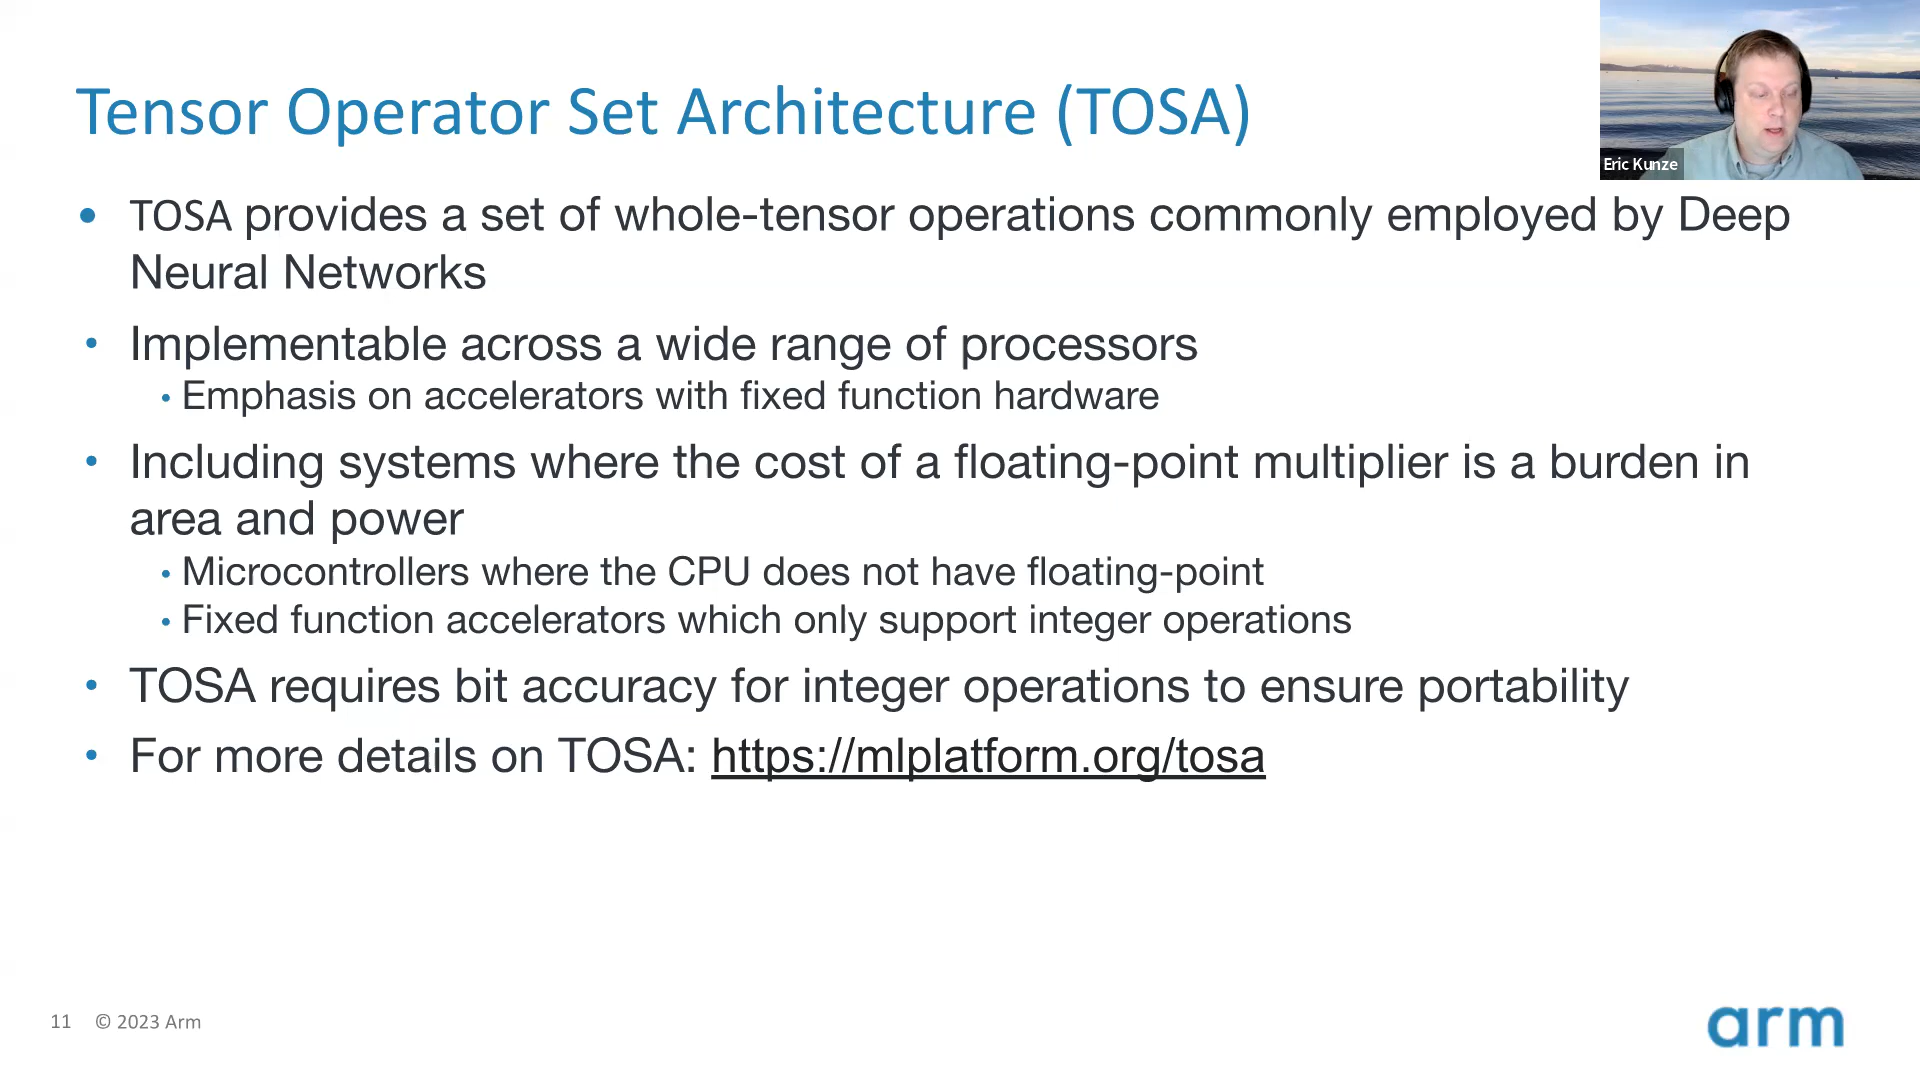 Tensor Operator Set Architecture (TOSA)
Eric Kunze
• TOSA provides a set of whole-tensor operations commonly employed by Deep
Neural Networks
• Implementable across a wide range of processors
• Emphasis on accelerators with fixed function hardware
• Including systems where the cost of a floating-point multiplier is a burden in
area and power
• Microcontrollers where the CPU does not have floating-point
• Fixed function accelerators which only support integer operations
• TOSA requires bit accuracy for integer operations to ensure portability
• For more details on TOSA: https://mlplatform.org/tosa
11 © 2023 Arm
arm